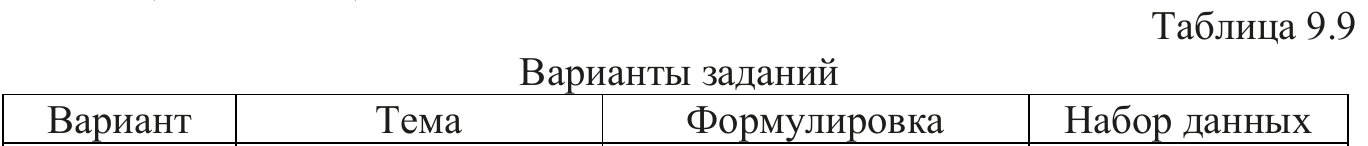 Таблица 9.9
Варианты заданий
Вариант Тема Формулировка Набор данных